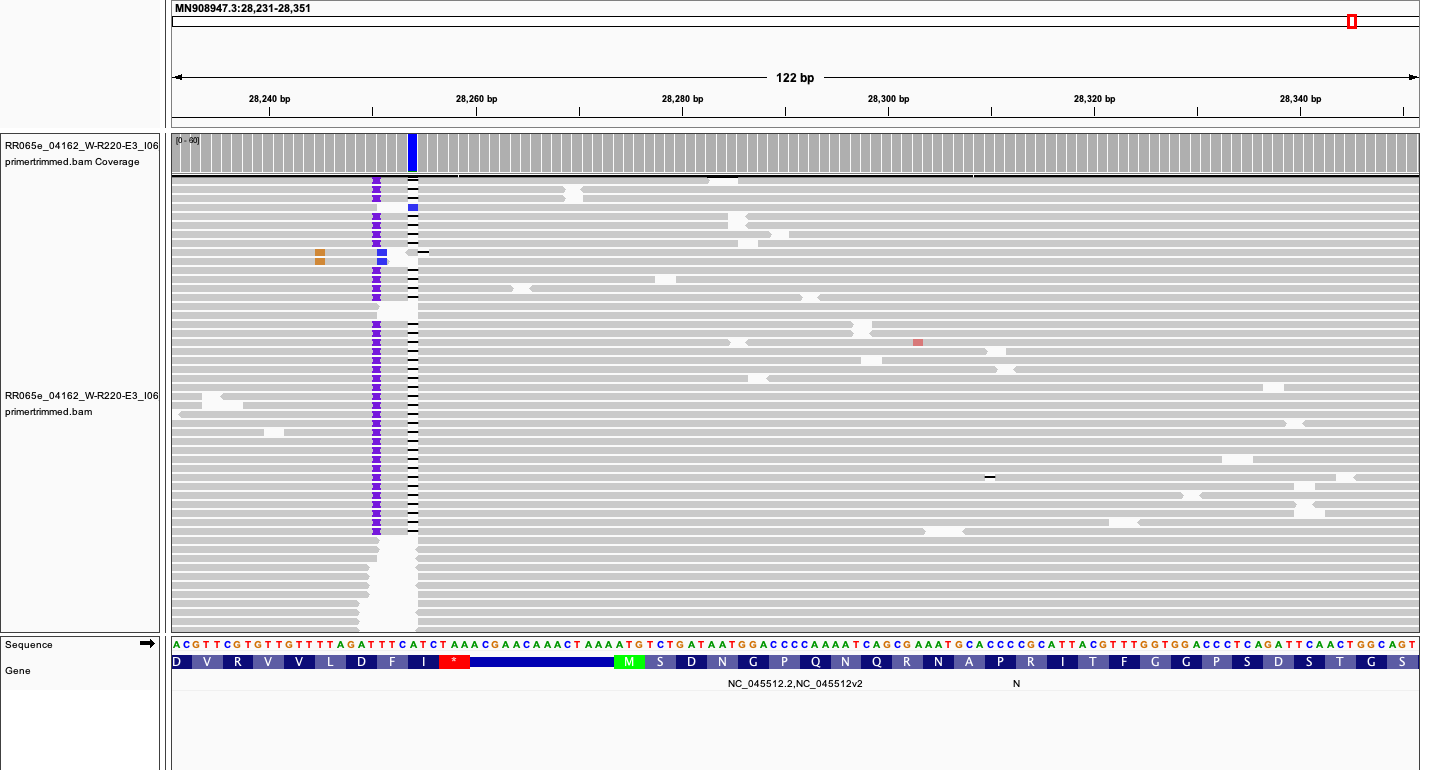 MN908947.3:28,231-28,351
122 bp
28,240 bp 28,260 bp 28,280 bp 28,300 bp 28,320 bp 28,340 bp
[0 - 60]
RR065e_04162_W-R220-E3_I06
primertrimmed.bam Coverage
RR065e_04162_W-R220-E3_I06
primertrimmed.bam
Sequence ACGTTCGTGTTGTTTTAGATTTCATCTAAACGAACAAACTAAAATGTCTGATAATGGACCCCAAAATCAGCGAAATGCACCCCGCATTACGTTTGGTGGACCCTCAGATTCAACTGGCAGT
Gene D V R V V L D F I * M S D N G P Q N Q R N A P R I T F G G P S D S T G S
NC_045512.2,NC_045512v2 N